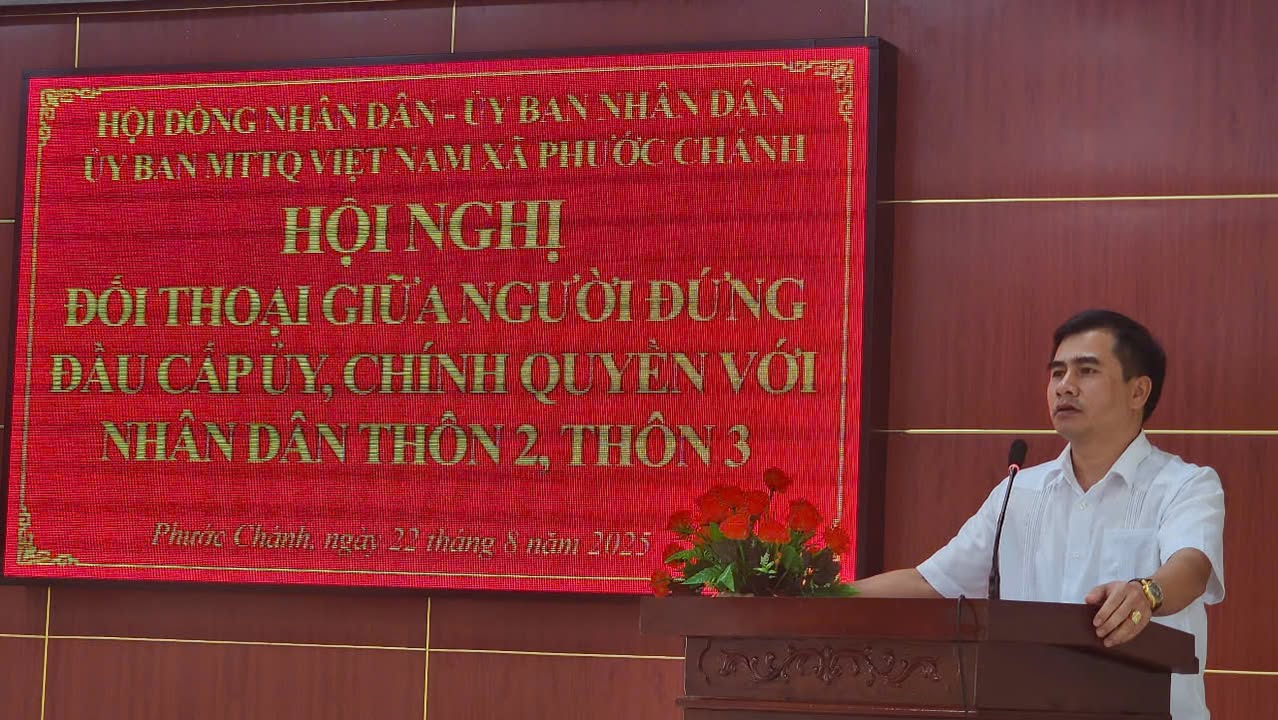 HỘI ĐỒNG NHÂN DÂN - ỦY BAN NHÂN DÂN
ỦY BAN MTTQ VIỆT NAM XÃ PHƯỚC CHÁNH
HỘI NGHỊ
ĐỐI THOẠI GIỮA NGƯỜI ĐỨNG
ĐẦU CẤP ỦY, CHÍNH QUYỀN VỚI
NHÂN DÂN THÔN 2, THÔN 3
Phước Chánh, ngày 22 tháng 8 năm 2025